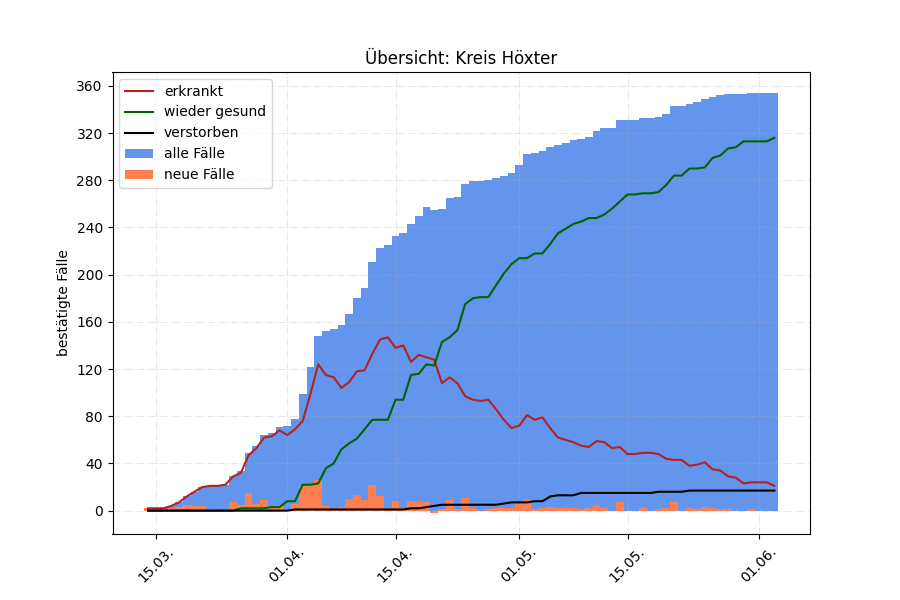 Übersicht: Kreis Höxter
erkrankt
wieder gesund
verstorben
alle Fälle
neue Fälle
bestätigte Fälle
360
320
280
240
200
160
120
80
40
0
15.03.
01.04.
15.04.
01.05.
15.05.
01.06.